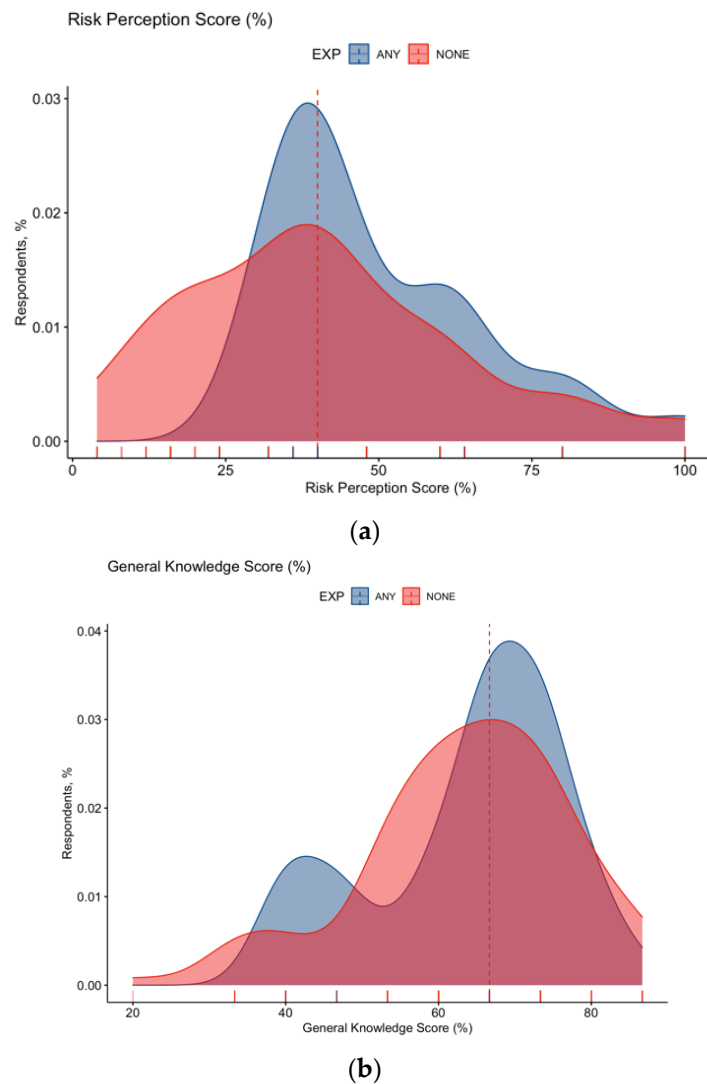 Risk Perception Score (%)
EXP ANY NONE
0.03
0.02
0.01
0.00
Respondents, %
0 25 50 75 100
Risk Perception Score (%)
(a)
General Knowledge Score (%)
EXP ANY NONE
0.04
0.03
0.02
0.01
0.00
Respondents, %
20 40 60 80
General Knowledge Score (%)
(b)